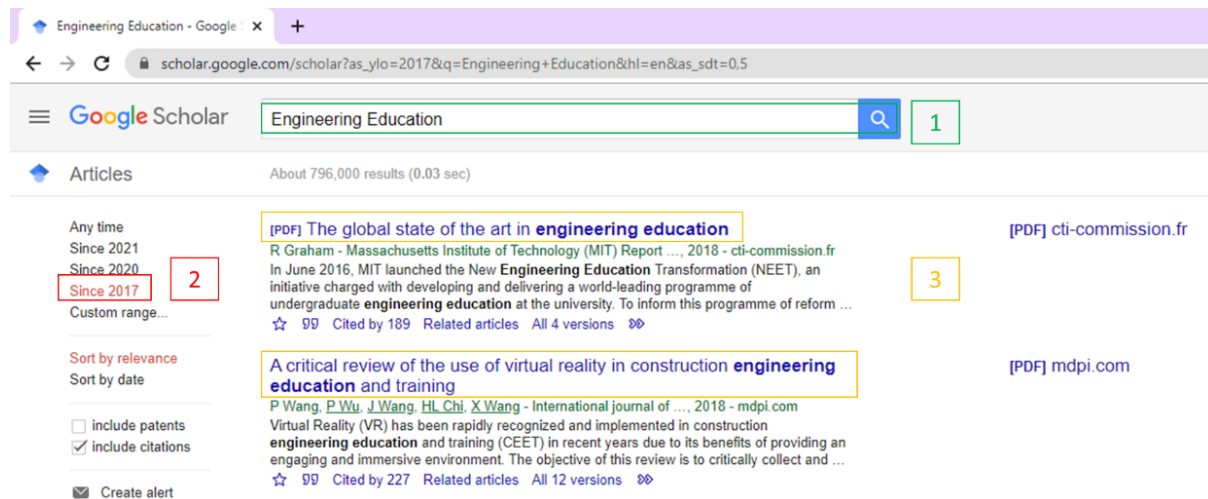 Engineering Education - Google S
scholar.google.com/scholar?as_ylo=2017&q=Engineering+Education&hl=en&as_sdt=0,5
Google Scholar
Engineering Education
1
Articles
About 796,000 results (0.03 sec)
Any time
Since 2021
Since 2020
Since 2017
Custom range...
2
Sort by relevance
Sort by date
include patents
include citations
Create alert
[PDF] The global state of the art in engineering education
R Graham - Massachusetts Institute of Technology (MIT) Report ..., 2018 - cti-commission.fr
In June 2016, MIT launched the New Engineering Education Transformation (NEET), an
initiative charged with developing and delivering a world-leading programme of
undergraduate engineering education at the university. To inform this programme of reform ...
Cited by 189 Related articles All 4 versions
[PDF] cti-commission.fr
3
A critical review of the use of virtual reality in construction engineering
education and training
P Wang, P Wu, J Wang, HL Chi, X Wang - International journal of ..., 2018 - mdpi.com
Virtual Reality (VR) has been rapidly recognized and implemented in construction
engineering education and training (CEET) in recent years due to its benefits of providing an
engaging and immersive environment. The objective of this review is to critically collect and ...
Cited by 227 Related articles All 12 versions
[PDF] mdpi.com